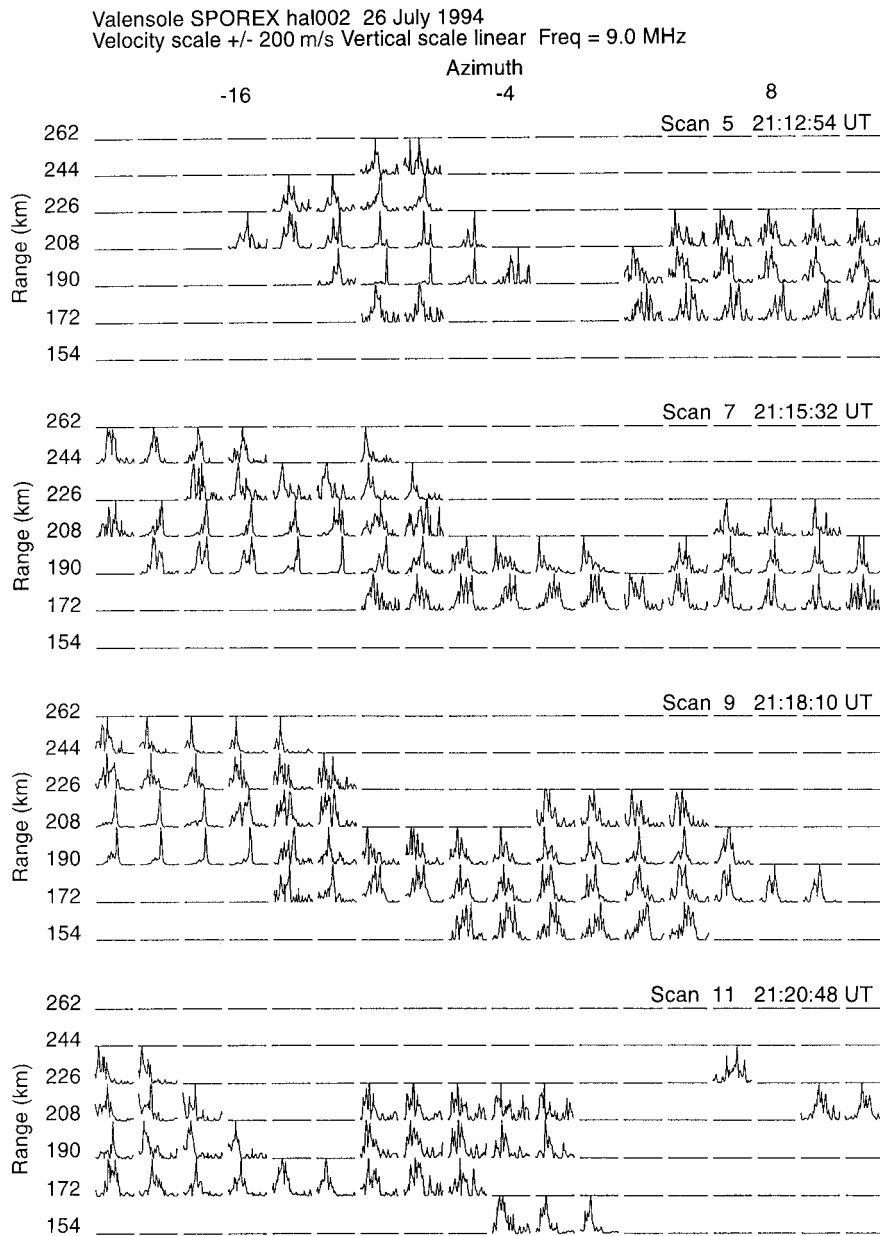 Valensole SPOREX hal002 26 July 1994
Velocity scale +/- 200 m/s Vertical scale linear Freq = 9.0 MHz
Azimuth
-16 -4 8
Scan 5 21:12:54 UT
262
244
226
208
190
172
154
Range (km)
Scan 7 21:15:32 UT
262
244
226
208
190
172
154
Range (km)
Scan 9 21:18:10 UT
262
244
226
208
190
172
154
Range (km)
Scan 11 21:20:48 UT
262
244
226
208
190
172
154
Range (km)